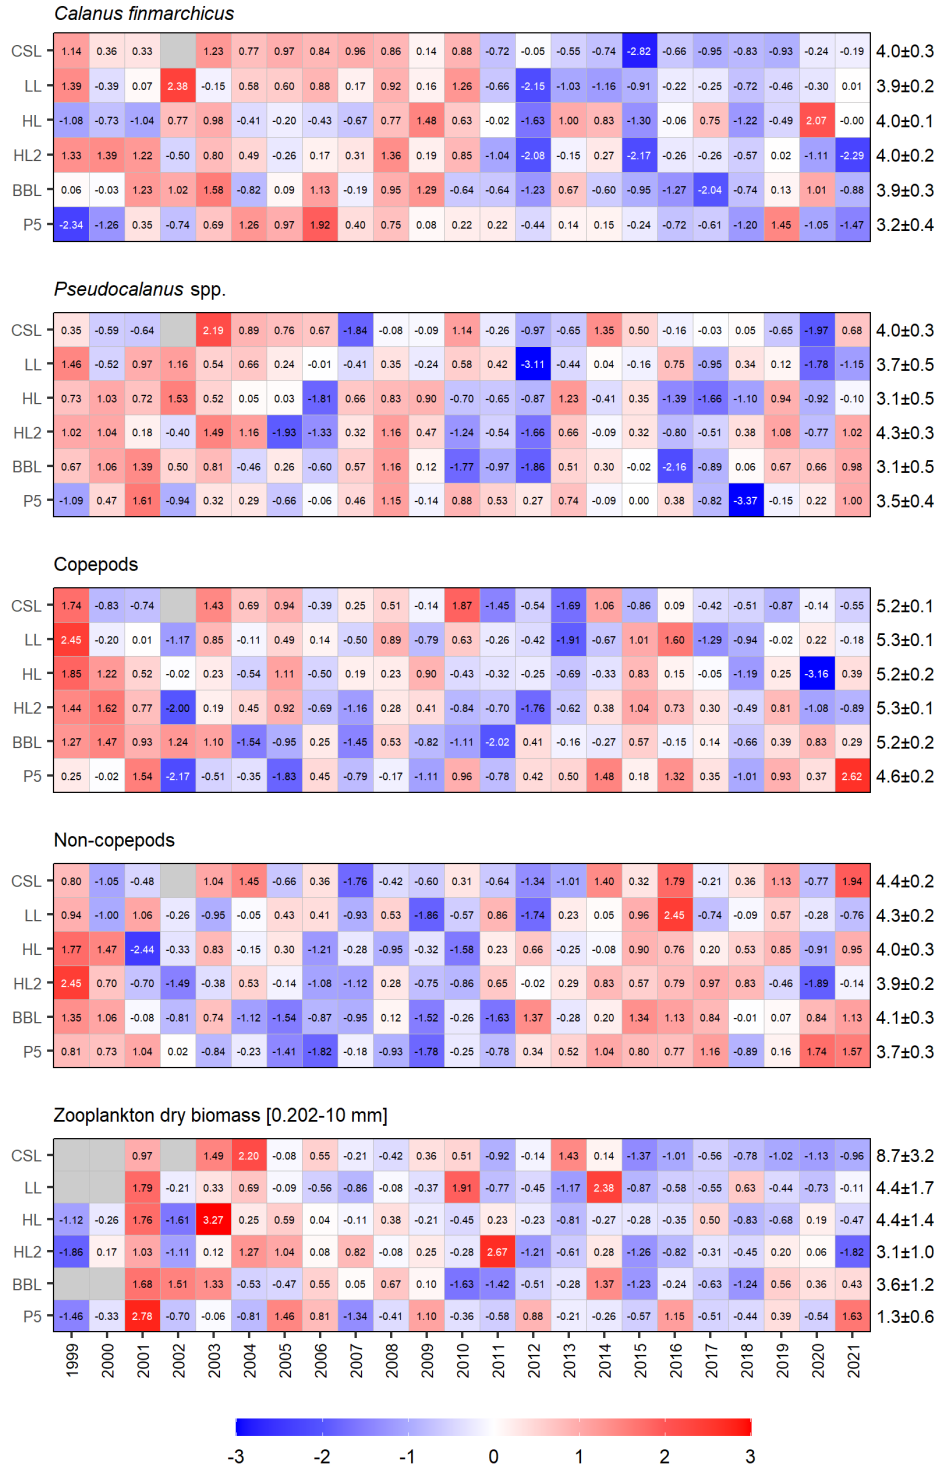 Calanus finmarchicus
CSL 1.14 0.36 0.33 1.23 0.77 0.97 0.84 0.96 0.86 0.14 0.88 -0.72 -0.05 -0.55 -0.74 -2.82 -0.66 -0.95 -0.83 -0.93 -0.24 -0.19 4.0±0.3
LL 1.39 -0.39 0.07 2.38 -0.15 0.58 0.60 0.88 0.17 0.92 0.16 1.26 -0.66 -2.15 -1.03 -1.16 -0.91 -0.22 -0.25 -0.72 -0.46 -0.30 0.01 3.9±0.2
HL -1.08 -0.73 -1.04 0.77 0.98 -0.41 -0.20 -0.43 -0.67 0.77 1.48 0.63 -0.02 -1.63 1.00 0.83 -1.30 -0.06 0.75 -1.22 -0.49 2.07 -0.00 4.0±0.1
HL2 1.33 1.39 1.22 -0.50 0.80 0.49 -0.26 0.17 0.31 1.36 0.19 0.85 -1.04 -2.08 -0.15 0.27 -2.17 -0.26 -0.26 -0.57 0.02 -1.11 -2.29 4.0±0.2
BBL 0.06 -0.03 1.23 1.02 1.58 -0.82 0.09 1.13 -0.19 0.95 1.29 -0.64 -0.64 -1.23 0.67 -0.60 -0.95 -1.27 -2.04 -0.74 0.13 1.01 -0.88 3.9±0.3
P5 -2.34 -1.26 0.35 -0.74 0.69 1.26 0.97 1.92 0.40 0.75 0.08 0.22 0.22 -0.44 0.14 0.15 -0.24 -0.72 -0.61 -1.20 1.45 -1.05 -1.47 3.2±0.4
Pseudocalanus spp.
CSL 0.35 -0.59 -0.64 2.19 0.89 0.76 0.67 -1.84 -0.08 -0.09 1.14 -0.26 -0.97 -0.65 1.35 0.50 -0.16 -0.03 0.05 -0.65 -1.97 0.68 4.0±0.3
LL 1.46 -0.52 0.97 1.16 0.54 0.66 0.24 -0.01 -0.41 0.35 -0.24 0.58 0.42 -3.11 -0.44 0.04 -0.16 0.75 -0.95 0.34 0.12 -1.78 -1.15 3.7±0.5
HL 0.73 1.03 0.72 1.53 0.52 0.05 0.03 -1.81 0.66 0.83 0.90 -0.70 -0.65 -0.87 1.23 -0.41 0.35 -1.39 -1.66 -1.10 0.94 -0.92 -0.10 3.1±0.5
HL2 1.02 1.04 0.18 -0.40 1.49 1.16 -1.93 -1.33 0.32 1.16 0.47 -1.24 -0.54 -1.66 0.66 -0.09 0.32 -0.80 -0.51 0.38 1.08 -0.77 1.02 4.3±0.3
BBL 0.67 1.06 1.39 0.50 0.81 -0.46 0.26 -0.60 0.57 1.16 0.12 -1.77 -0.97 -1.86 0.51 0.30 -0.02 -2.16 -0.89 0.06 0.67 0.66 0.98 3.1±0.5
P5 -1.09 0.47 1.61 -0.94 0.32 0.29 -0.66 -0.06 0.46 1.15 -0.14 0.88 0.53 0.27 0.74 -0.09 0.00 0.38 -0.82 -3.37 -0.15 0.22 1.00 3.5±0.4
Copepods
CSL 1.74 -0.83 -0.74 1.43 0.69 0.94 -0.39 0.25 0.51 -0.14 1.87 -1.45 -0.54 -1.69 1.06 -0.86 0.09 -0.42 -0.51 -0.87 -0.14 -0.55 5.2±0.1
LL 2.45 -0.20 0.01 -1.17 0.85 -0.11 0.49 0.14 -0.50 0.89 -0.79 0.63 -0.26 -0.42 -1.91 -0.67 1.01 1.60 -1.29 -0.94 -0.02 0.22 -0.18 5.3±0.1
HL 1.85 1.22 0.52 -0.02 0.23 -0.54 1.11 -0.50 0.19 0.23 0.90 -0.43 -0.32 -0.25 -0.69 -0.33 0.83 0.15 -0.05 -1.19 0.25 -3.16 0.39 5.2±0.2
HL2 1.44 1.62 0.77 -2.00 0.19 0.45 0.92 -0.69 -1.16 0.28 0.41 -0.84 -0.70 -1.76 -0.62 0.38 1.04 0.73 0.30 -0.49 0.81 -1.08 -0.89 5.3±0.1
BBL 1.27 1.47 0.93 1.24 1.10 -1.54 -0.95 0.25 -1.45 0.53 -0.82 -1.11 -2.02 0.41 -0.16 -0.27 0.57 -0.15 0.14 -0.66 0.39 0.83 0.29 5.2±0.2
P5 0.25 -0.02 1.54 -2.17 -0.51 -0.35 -1.83 0.45 -0.79 -0.17 -1.11 0.96 -0.78 0.42 0.50 1.48 0.18 1.32 0.35 -1.01 0.93 0.37 2.62 4.6±0.2
Non-copepods
CSL 0.80 -1.05 -0.48 1.04 1.45 -0.66 0.36 -1.76 -0.42 -0.60 0.31 -0.64 -1.34 -1.01 1.40 0.32 1.79 -0.21 0.36 1.13 -0.77 1.94 4.4±0.2
LL 0.94 -1.00 1.06 -0.26 -0.95 -0.05 0.43 0.41 -0.93 0.53 -1.86 -0.57 0.86 -1.74 0.23 0.05 0.96 2.45 -0.74 -0.09 0.57 -0.28 -0.76 4.3±0.2
HL 1.77 1.47 -2.44 -0.33 0.83 -0.15 0.30 -1.21 -0.28 -0.95 -0.32 -1.58 0.23 0.66 -0.25 -0.08 0.90 0.76 0.20 0.53 0.85 -0.91 0.95 4.0±0.3
HL2 2.45 0.70 -0.70 -1.49 -0.38 0.53 -0.14 -1.08 -1.12 0.28 -0.75 -0.86 0.65 -0.02 0.29 0.83 0.57 0.79 0.97 0.83 -0.46 -1.89 -0.14 3.9±0.2
BBL 1.35 1.06 -0.08 -0.81 0.74 -1.12 -1.54 -0.87 -0.95 0.12 -1.52 -0.26 -1.63 1.37 -0.28 0.20 1.34 1.13 0.84 -0.01 0.07 0.84 1.13 4.1±0.3
P5 0.81 0.73 1.04 0.02 -0.84 -0.23 -1.41 -1.82 -0.18 -0.93 -1.78 -0.25 -0.78 0.34 0.52 1.04 0.80 0.77 1.16 -0.89 0.16 1.74 1.57 3.7±0.3
Zooplankton dry biomass [0.202-10 mm]
CSL 0.97 1.49 2.20 -0.08 0.55 -0.21 -0.42 0.36 0.51 -0.92 -0.14 1.43 0.14 -1.37 -1.01 -0.56 -0.78 -1.02 -1.13 -0.96 8.7±3.2
LL 1.79 -0.21 0.33 0.69 -0.09 -0.56 -0.86 -0.08 -0.37 1.91 -0.77 -0.45 -1.17 2.38 -0.87 -0.58 -0.55 0.63 -0.44 -0.73 -0.11 4.4±1.7
HL -1.12 -0.26 1.76 -1.61 3.27 0.25 0.59 0.04 -0.11 0.38 -0.21 -0.45 0.23 -0.23 -0.81 -0.27 -0.28 -0.35 0.50 -0.83 -0.68 0.19 -0.47 4.4±1.4
HL2 -1.86 0.17 1.03 -1.11 0.12 1.27 1.04 0.08 0.82 -0.08 0.25 -0.28 2.67 -1.21 -0.61 0.28 -1.26 -0.82 -0.31 -0.45 0.20 0.06 -1.82 3.1±1.0
BBL 1.68 1.51 1.33 -0.53 -0.47 0.55 0.05 0.67 0.10 -1.63 -1.42 -0.51 -0.28 1.37 -1.23 -0.24 -0.63 -1.24 0.56 0.36 0.43 3.6±1.2
P5 -1.46 -0.33 2.78 -0.70 -0.06 -0.81 1.46 0.81 -1.34 -0.41 1.10 -0.36 -0.58 0.88 -0.21 -0.26 -0.57 1.15 -0.51 -0.44 0.39 -0.54 1.63 1.3±0.6
1999 2000 2001 2002 2003 2004 2005 2006 2007 2008 2009 2010 2011 2012 2013 2014 2015 2016 2017 2018 2019 2020 2021
-3 -2 -1 0 1 2 3